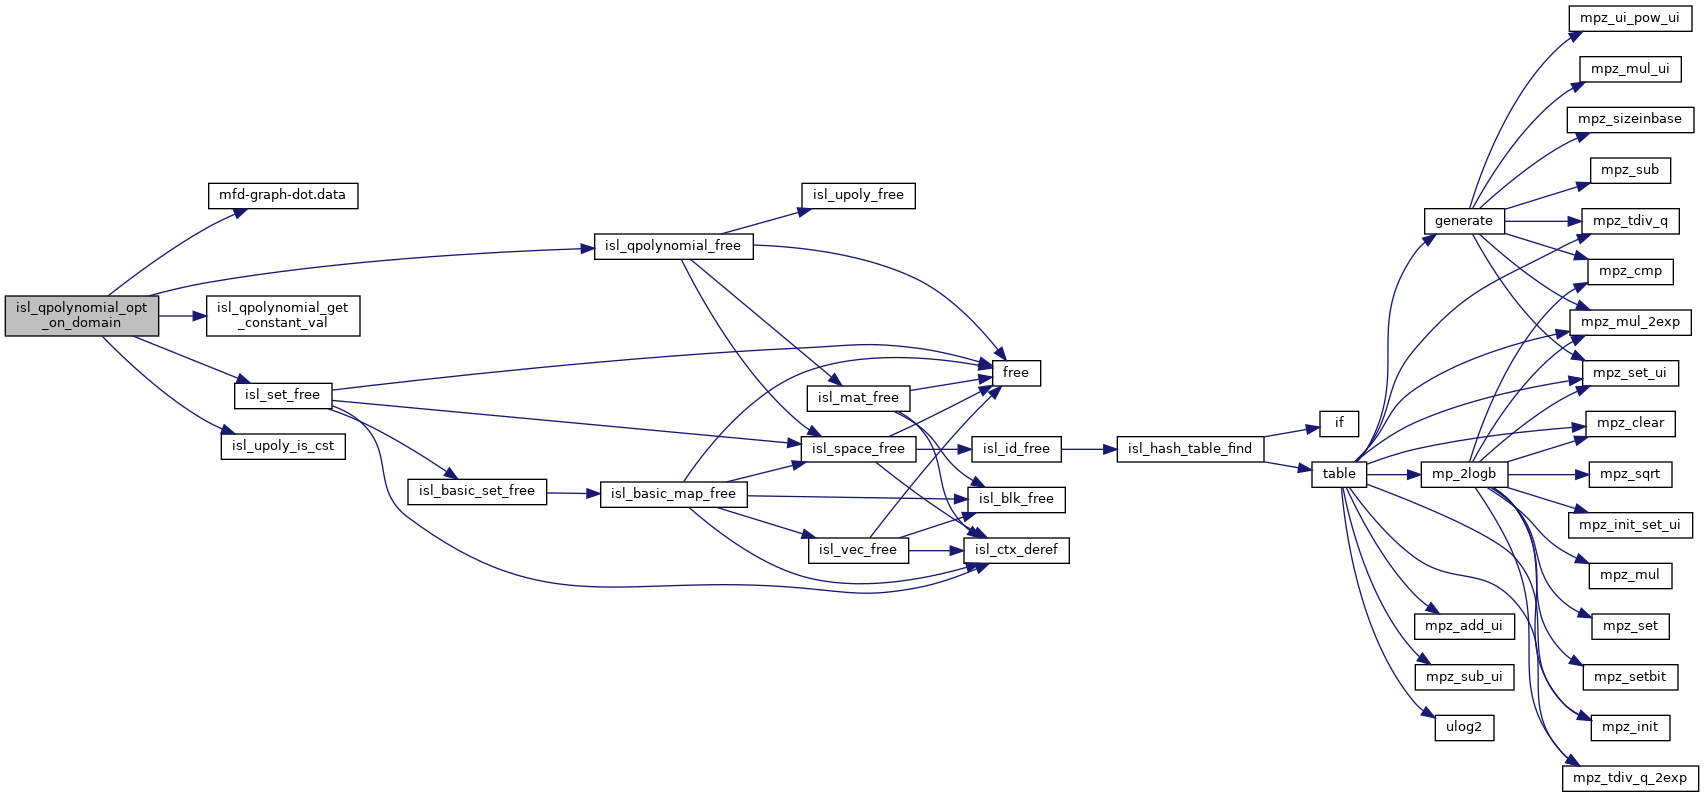 isl_qpolynomial_opt
_on_domain
mfd-graph-dot.data
isl_qpolynomial_free
isl_qpolynomial_get
_constant_val
isl_set_free
isl_upoly_is_cst
isl_basic_set_free
isl_basic_map_free
isl_upoly_free
isl_mat_free
isl_space_free
isl_vec_free
free
isl_id_free
isl_blk_free
isl_ctx_deref
isl_hash_table_find
if
table
generate
mp_2logb
mpz_add_ui
mpz_sub_ui
ulog2
mpz_ui_pow_ui
mpz_mul_ui
mpz_sizeinbase
mpz_sub
mpz_tdiv_q
mpz_cmp
mpz_mul_2exp
mpz_set_ui
mpz_clear
mpz_sqrt
mpz_init_set_ui
mpz_mul
mpz_set
mpz_setbit
mpz_init
mpz_tdiv_q_2exp